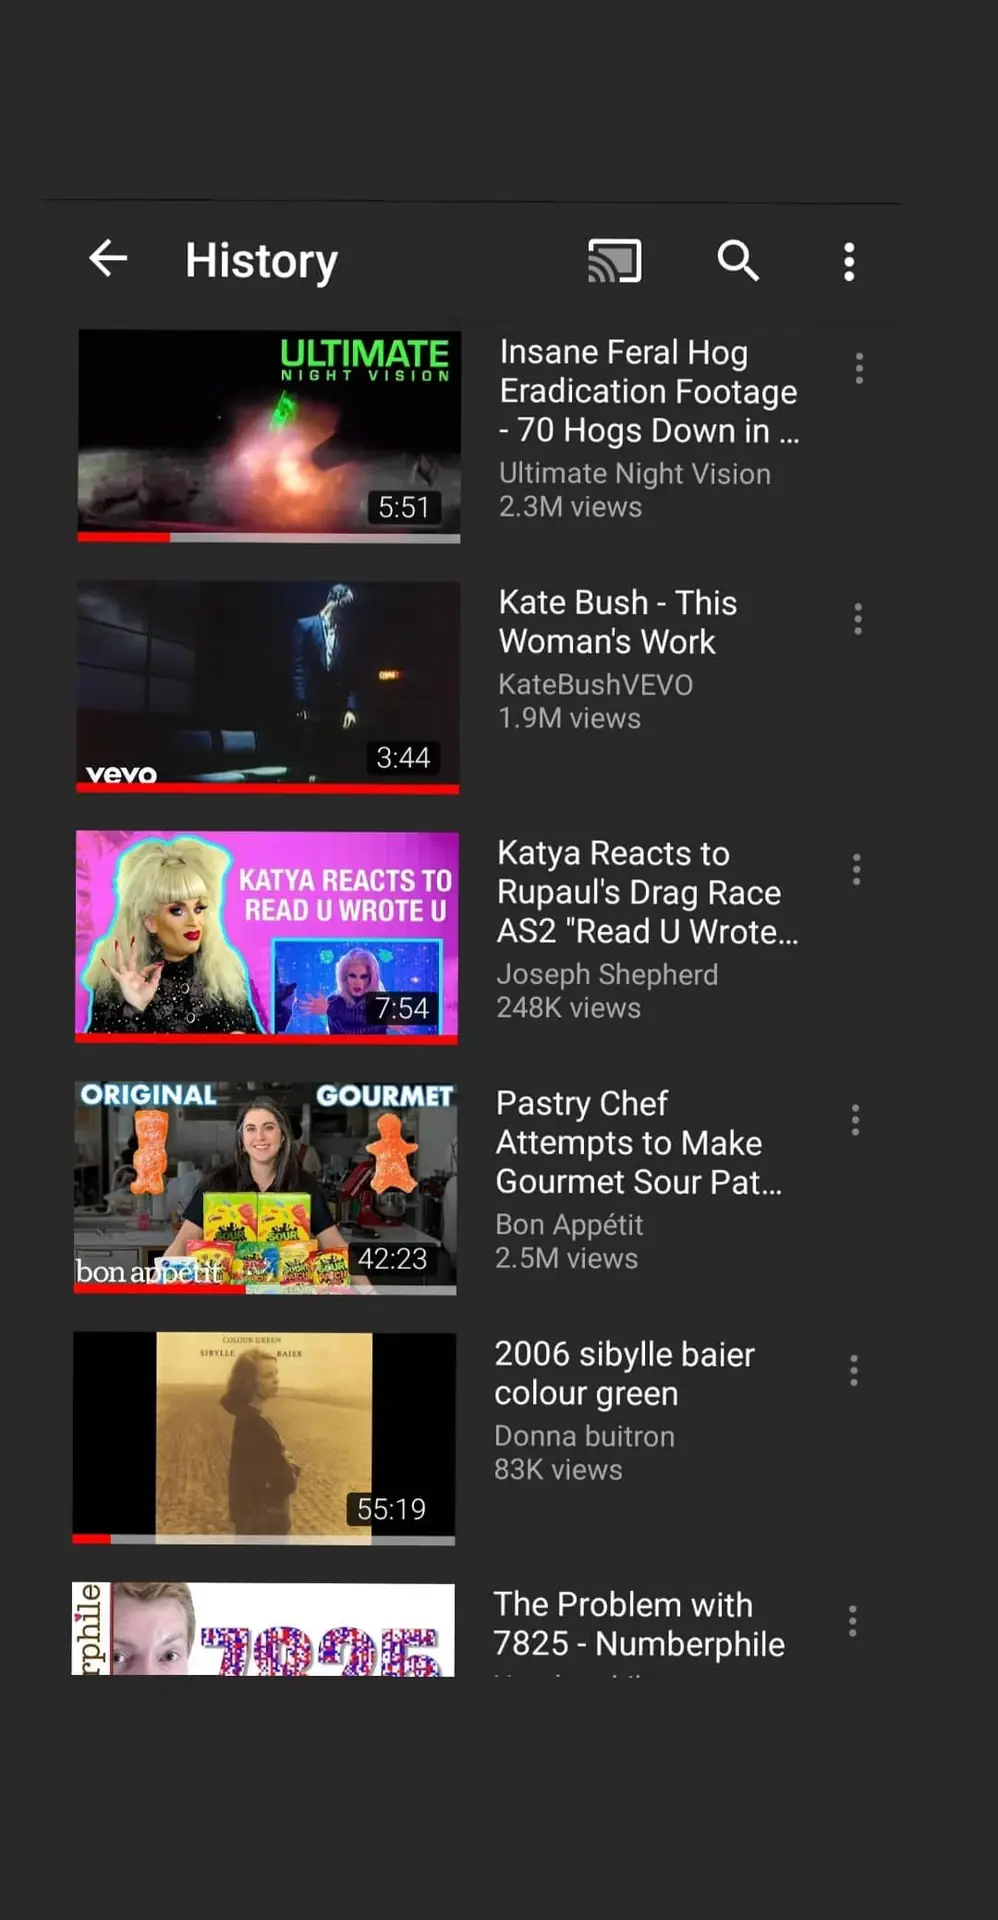 History
ULTIMATE
NIGHT VISION
5:51
Insane Feral Hog
Eradication Footage
- 70 Hogs Down in ...
Ultimate Night Vision
2.3M views
vevo
3:44
Kate Bush - This
Woman's Work
KateBushVEVO
1.9M views
KATYA REACTS TO
READ U WROTE U
7:54
Katya Reacts to
Rupaul's Drag Race
AS2 "Read U Wrote...
Joseph Shepherd
248K views
ORIGINAL
GOURMET
SOUR
SOUR
bon appétit
42:23
Pastry Chef
Attempts to Make
Gourmet Sour Pat...
Bon Appétit
2.5M views
COLOUR GREEN
SIBYLLE BAIER
55:19
2006 sibylle baier
colour green
Donna buitron
83K views
rphile
7825
The Problem with
7825 - Numberphile